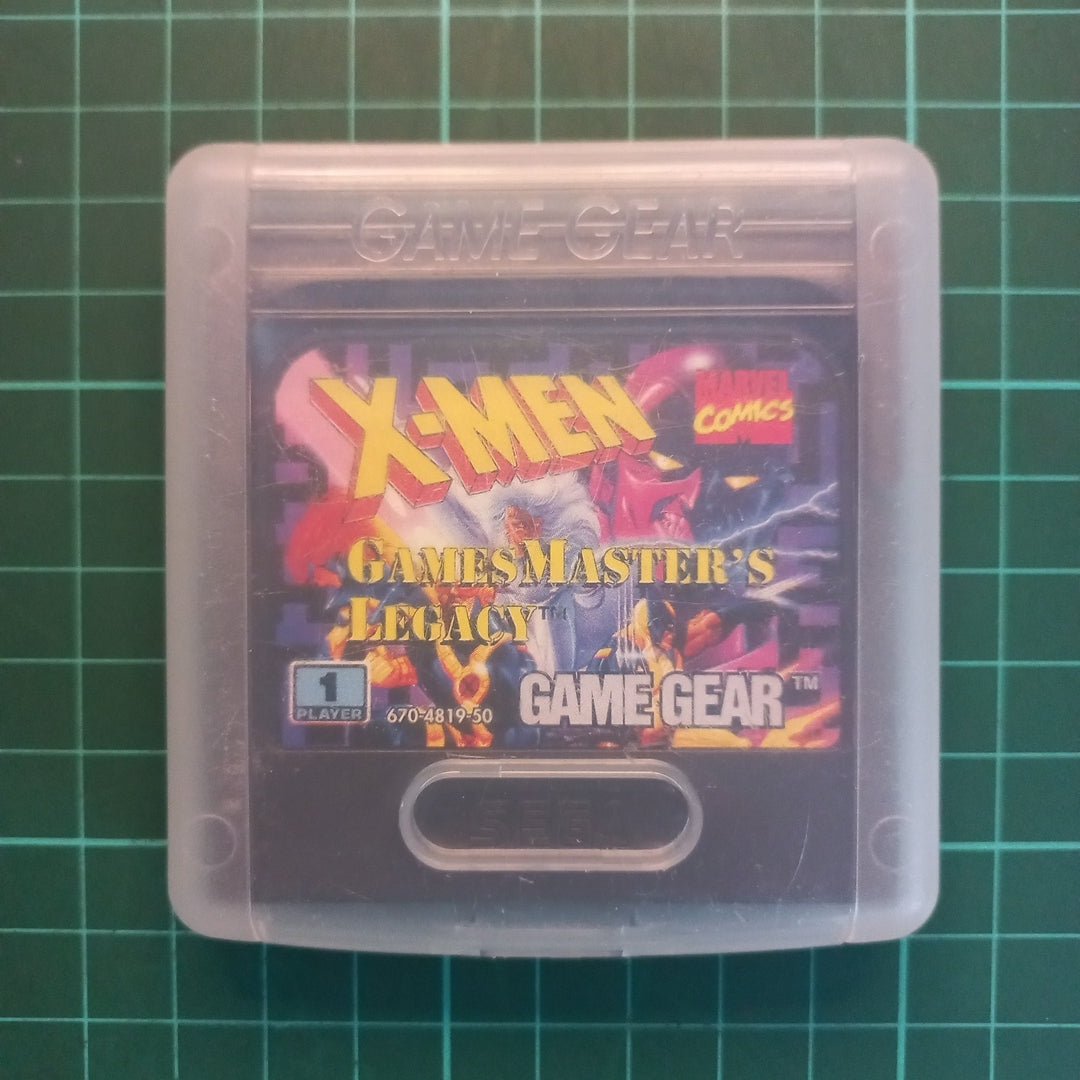 GAME GEAR
X-MEN
MARVEL
COMICS
GAMESMASTER'S
LEGACY™
1
PLAYER
670-4819-50
GAME GEAR™
SEGA